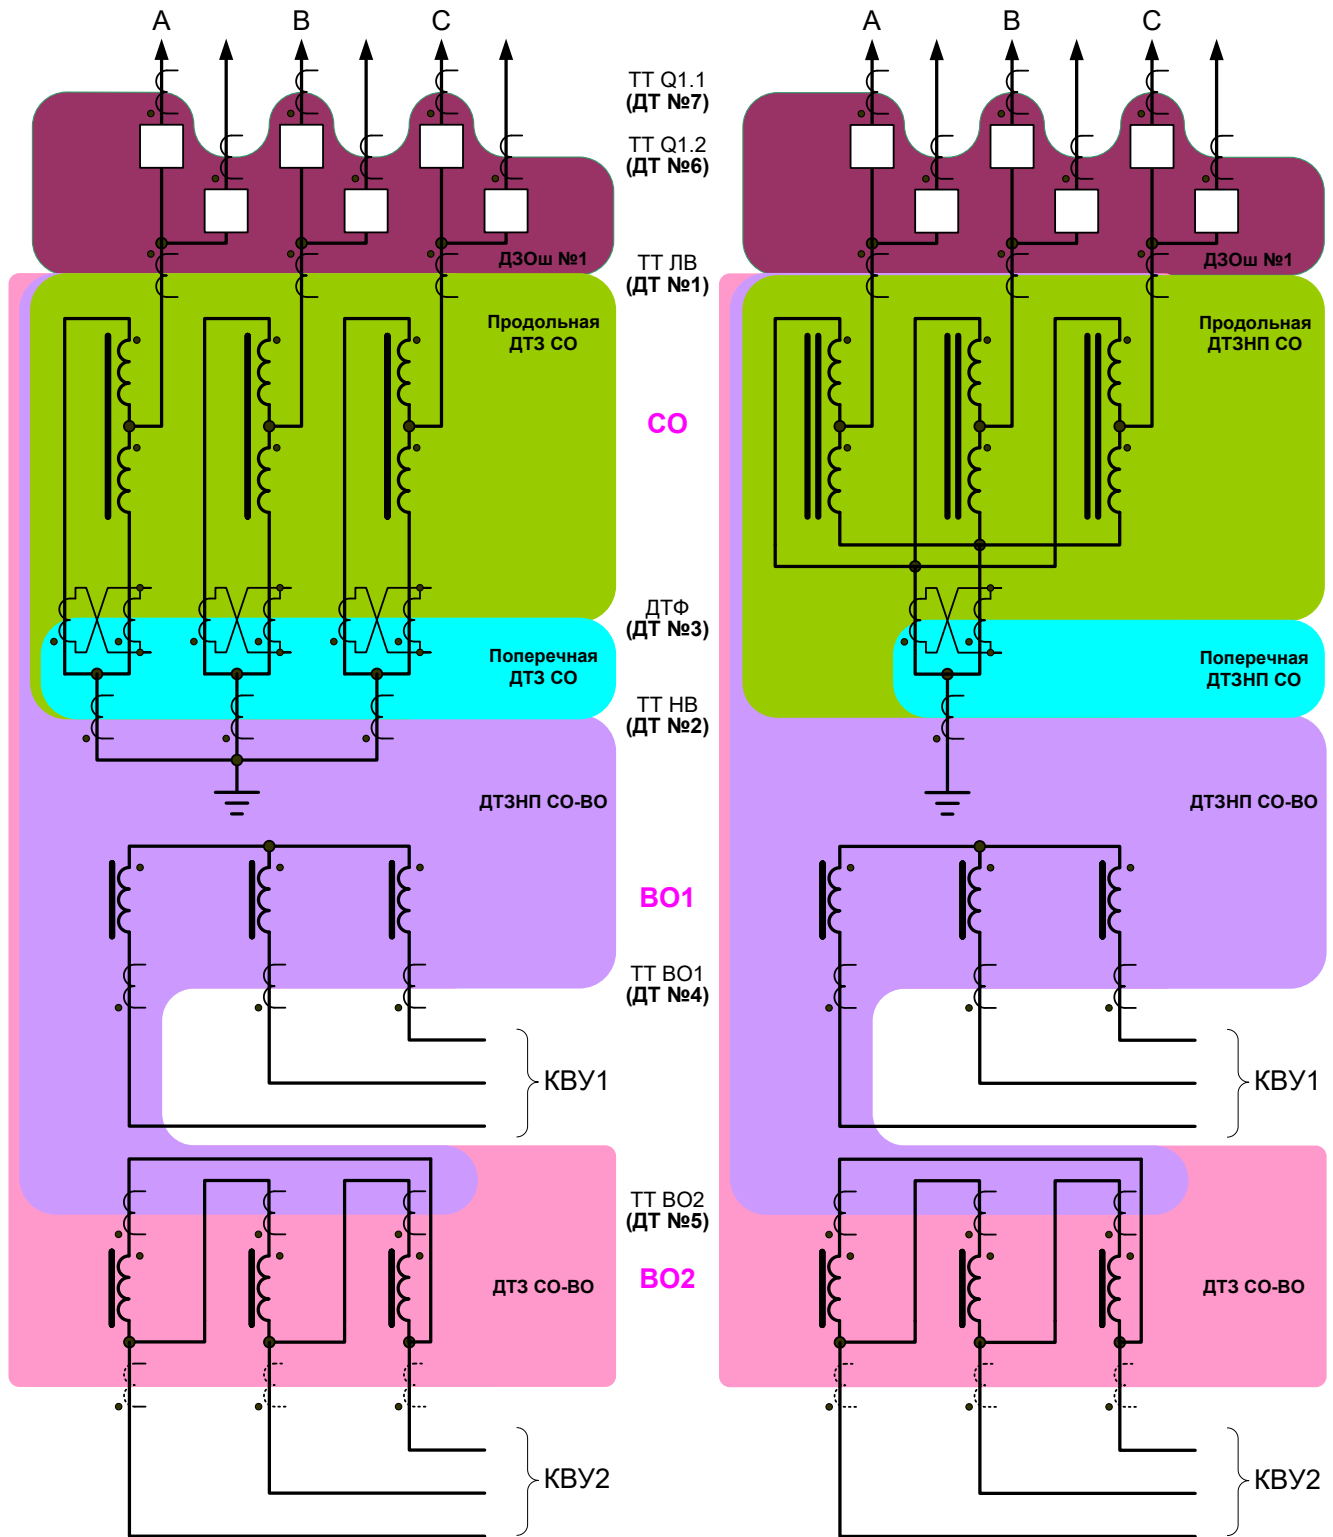 A B C
A B C
ТТ Q1.1
(ДТ №7)
ТТ Q1.2
(ДТ №6)
ДЗОш №1
ДЗОш №1
ТТ ЛВ
(ДТ №1)
Продольная
ДТЗ СО
Продольная
ДТЗНП СО
СО
ДТФ
(ДТ №3)
Поперечная
ДТЗ СО
Поперечная
ДТЗНП СО
ТТ НВ
(ДТ №2)
ДТЗНП СО-ВО
ДТЗНП СО-ВО
ВО1
ТТ ВО1
(ДТ №4)
КВУ1
КВУ1
ТТ ВО2
(ДТ №5)
ВО2
ДТЗ СО-ВО
ДТЗ СО-ВО
КВУ2
КВУ2